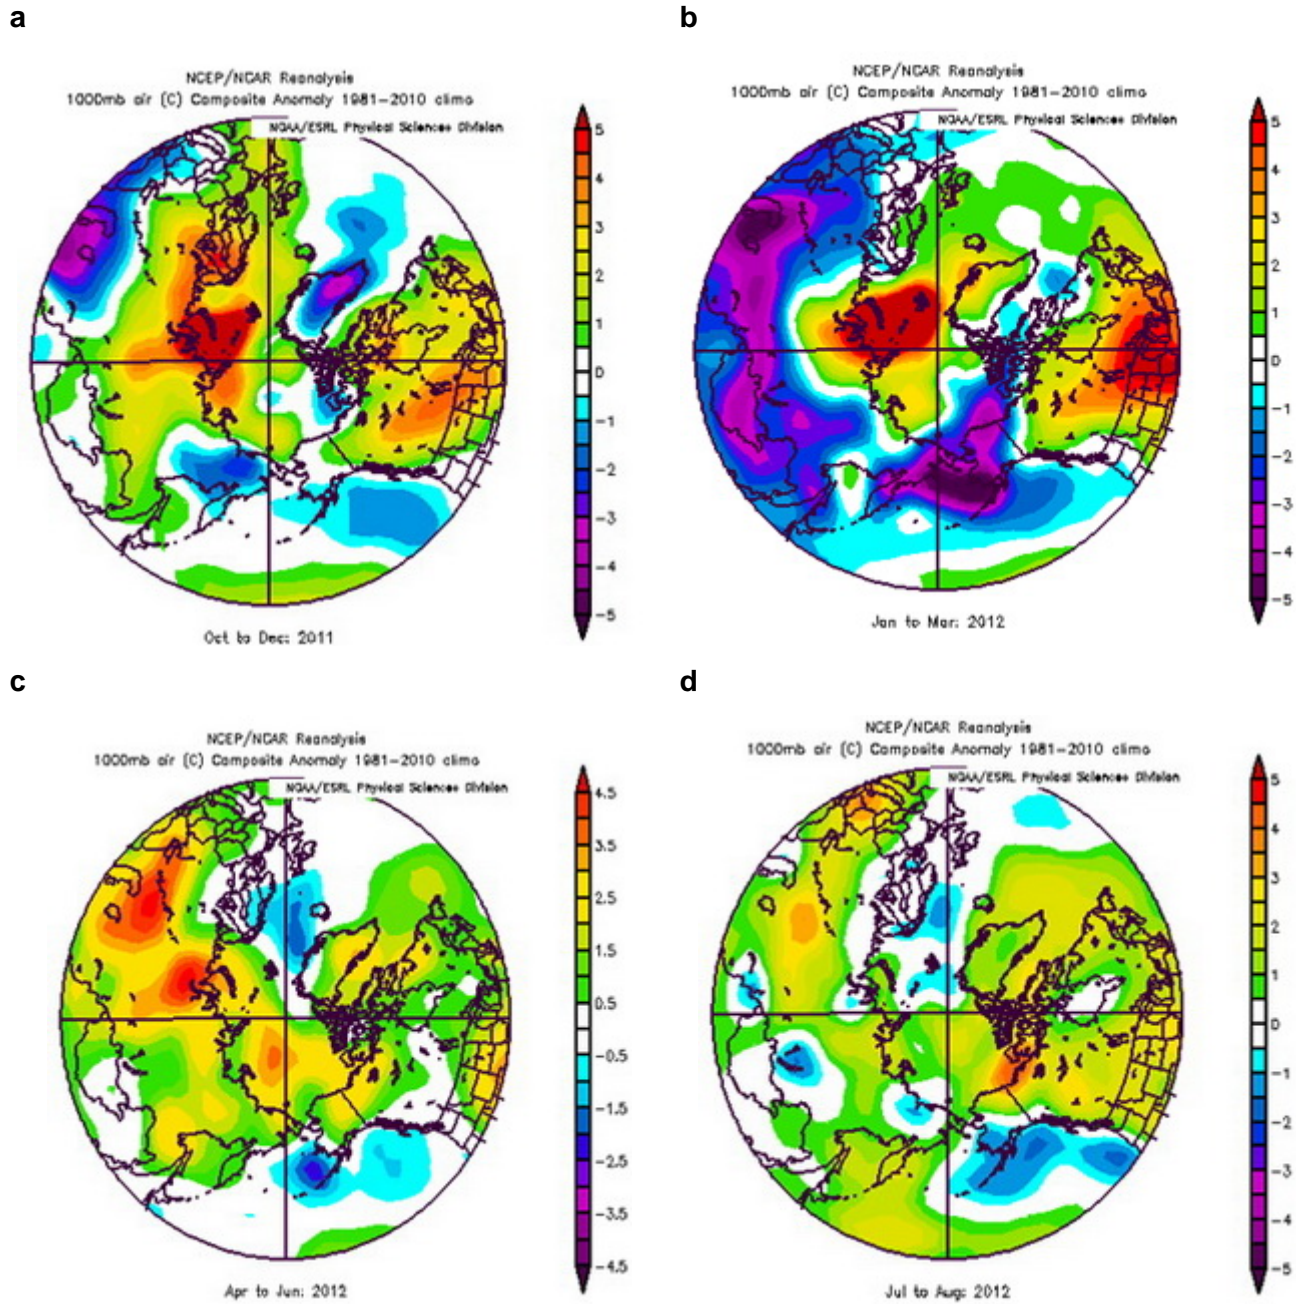 a
NCEP/NCAR Reanalysis
1000mb air (C) Composite Anomaly 1981-2010 climo
NOAA/ESRL Physical Sciences Division
5
4
3
2
1
0
-1
-2
-3
-4
-5
Oct to Dec: 2011
b
NCEP/NCAR Reanalysis
1000mb air (C) Composite Anomaly 1981-2010 climo
NOAA/ESRL Physical Sciences Division
5
4
3
2
1
0
-1
-2
-3
-4
-5
Jan to Mar: 2012
c
NCEP/NCAR Reanalysis
1000mb air (C) Composite Anomaly 1981-2010 climo
NOAA/ESRL Physical Sciences Division
4.5
3.5
2.5
1.5
0.5
-0.5
-1.5
-2.5
-3.5
-4.5
Apr to Jun: 2012
d
NCEP/NCAR Reanalysis
1000mb air (C) Composite Anomaly 1981-2010 climo
NOAA/ESRL Physical Sciences Division
5
4
3
2
1
0
-1
-2
-3
-4
-5
Jul to Aug: 2012